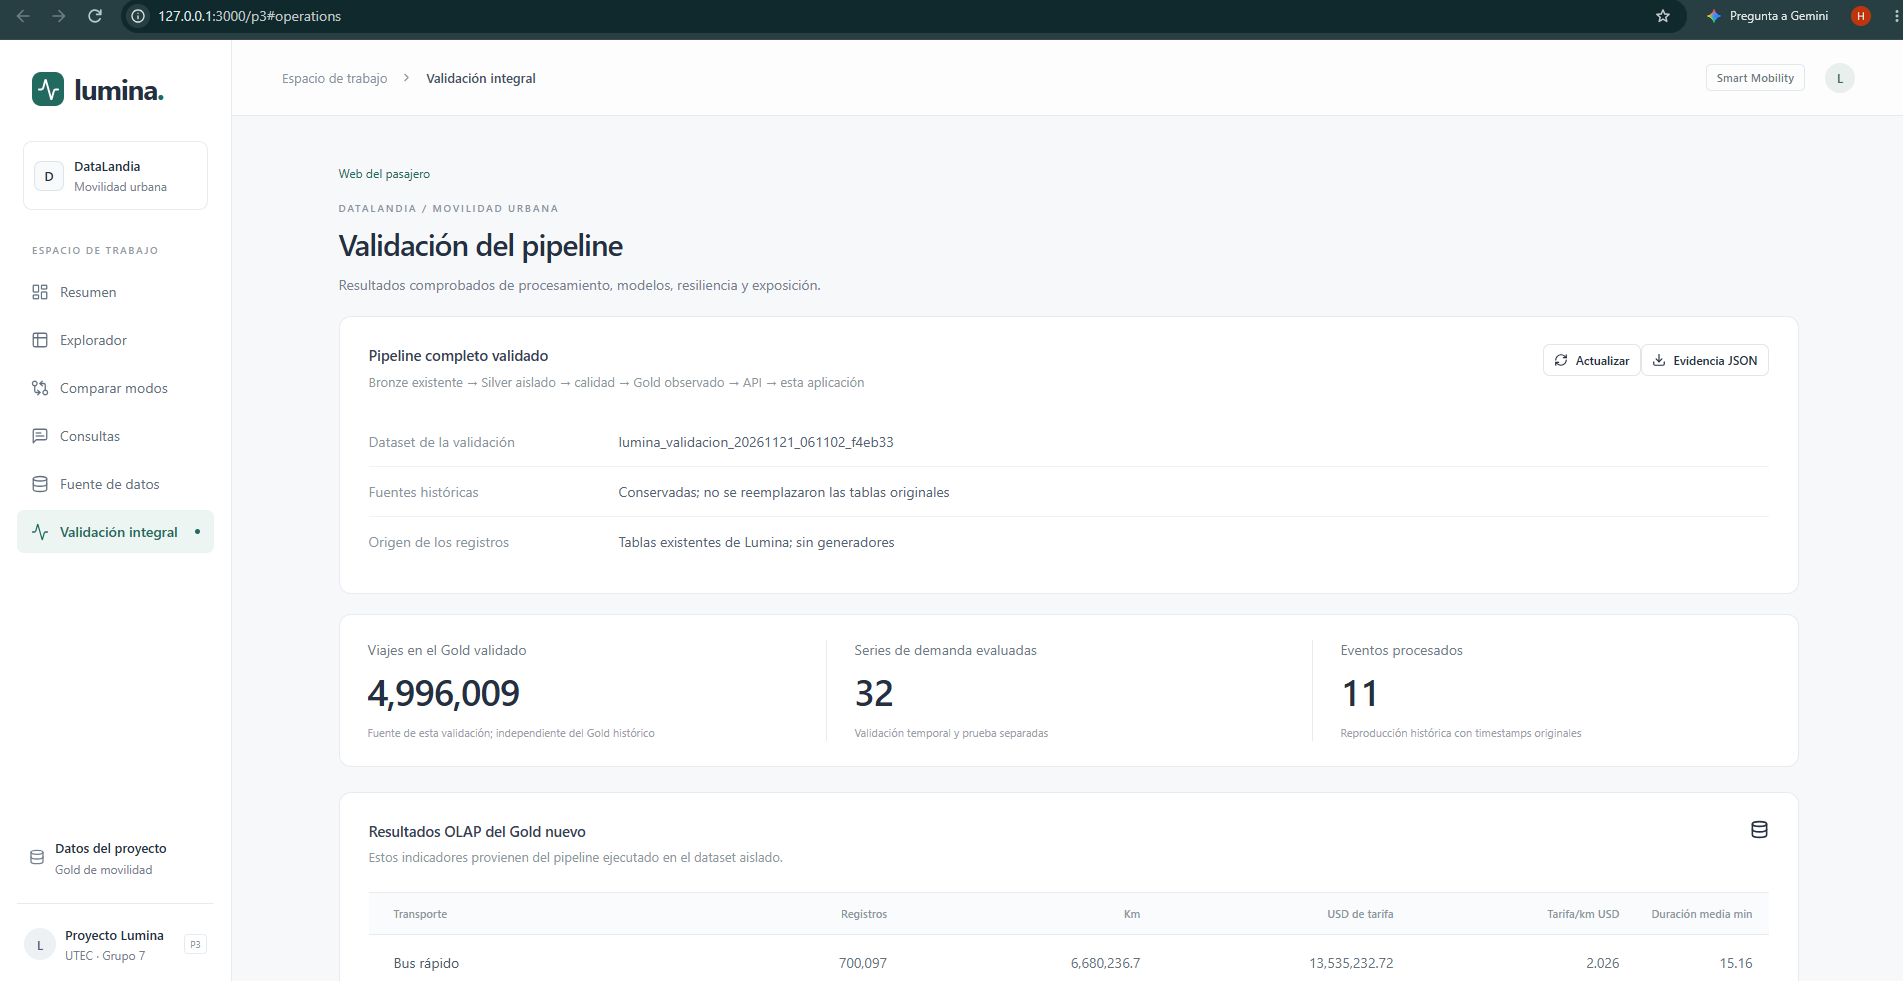 127.0.0.1:3000/p3#operations
Pregunta a Gemini
H
lumina.
Espacio de trabajo > Validación integral
Smart Mobility
L
D
DataLandia
Movilidad urbana
ESPACIO DE TRABAJO
Resumen
Explorador
Comparar modos
Consultas
Fuente de datos
Validación integral
Datos del proyecto
Gold de movilidad
L
Proyecto Lumina
UTEC · Grupo 7
P3
Web del pasajero
DATALANDIA / MOVILIDAD URBANA
Validación del pipeline
Resultados comprobados de procesamiento, modelos, resiliencia y exposición.
Pipeline completo validado
Bronze existente → Silver aislado → calidad → Gold observado → API → esta aplicación
Actualizar
Evidencia JSON
Dataset de la validación lumina_validacion_20261121_061102_f4eb33
Fuentes históricas Conservadas; no se reemplazaron las tablas originales
Origen de los registros Tablas existentes de Lumina; sin generadores
Viajes en el Gold validado
4,996,009
Fuente de esta validación; independiente del Gold histórico
Series de demanda evaluadas
32
Validación temporal y prueba separadas
Eventos procesados
11
Reproducción histórica con timestamps originales
Resultados OLAP del Gold nuevo
Estos indicadores provienen del pipeline ejecutado en el dataset aislado.
Transporte Registros Km USD de tarifa Tarifa/km USD Duración media min
Bus rápido 700,097 6,680,236.7 13,535,232.72 2.026 15.16